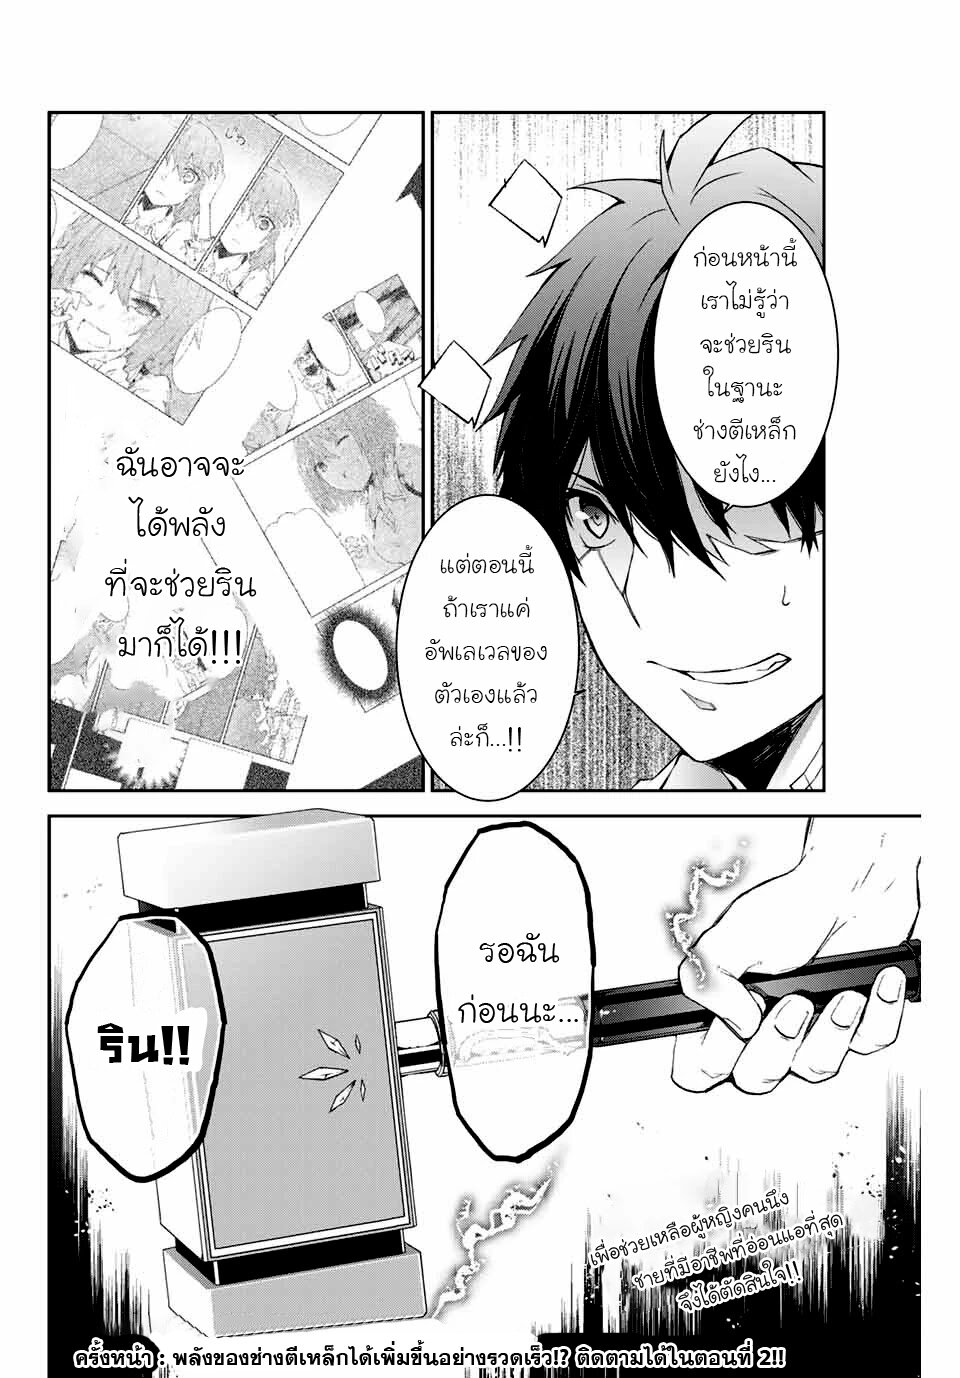 ก่อนหน้านี้
เราไม่รู้ว่า
จะช่วยริน
ในฐานะ
ช่างตีเหล็ก
ยังไง...
แต่ตอนนี้
ถ้าเราแค่
อัพเลเวลของ
ตัวเองแล้ว
ล่ะก็...!!
ฉันอาจจะ
ได้พลัง
ที่จะช่วยริน
มาก็ได้!!!
รอฉัน
ก่อนนะ...
ริน!!
เพื่อช่วยเหลือผู้หญิงคนนึง
ชายที่มีอาชีพที่อ่อนแอที่สุด
จึงได้ตัดสินใจ!!
ครั้งหน้า : พลังของช่างตีเหล็กได้เพิ่มขึ้นอย่างรวดเร็ว!? ติดตามได้ในตอนที่ 2!!